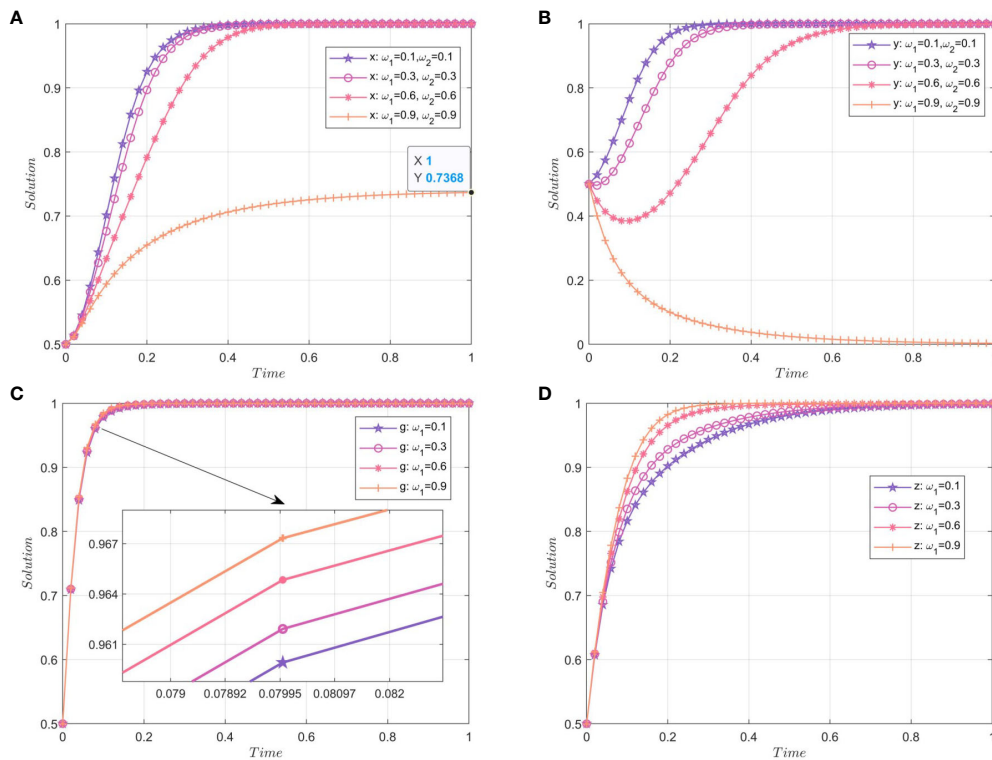 A
1
0.9
0.8
0.7
0.6
0.5
Solution
0 0.2 0.4 0.6 0.8 1
Time
x: ω1=0.1,ω2=0.1
x: ω1=0.3, ω2=0.3
x: ω1=0.6, ω2=0.6
x: ω1=0.9, ω2=0.9
X 1
Y 0.7368
B
1
0.8
0.6
0.4
0.2
0
Solution
0 0.2 0.4 0.6 0.8 1
Time
y: ω1=0.1,ω2=0.1
y: ω1=0.3, ω2=0.3
y: ω1=0.6, ω2=0.6
y: ω1=0.9, ω2=0.9
C
1
0.9
0.8
0.7
0.6
0.5
Solution
0 0.2 0.4 0.6 0.8 1
Time
g: ω1=0.1
g: ω1=0.3
g: ω1=0.6
g: ω1=0.9
0.967
0.964
0.961
0.079 0.07892 0.07995 0.08097 0.082
D
1
0.9
0.8
0.7
0.6
0.5
Solution
0 0.2 0.4 0.6 0.8 1
Time
z: ω1=0.1
z: ω1=0.3
z: ω1=0.6
z: ω1=0.9